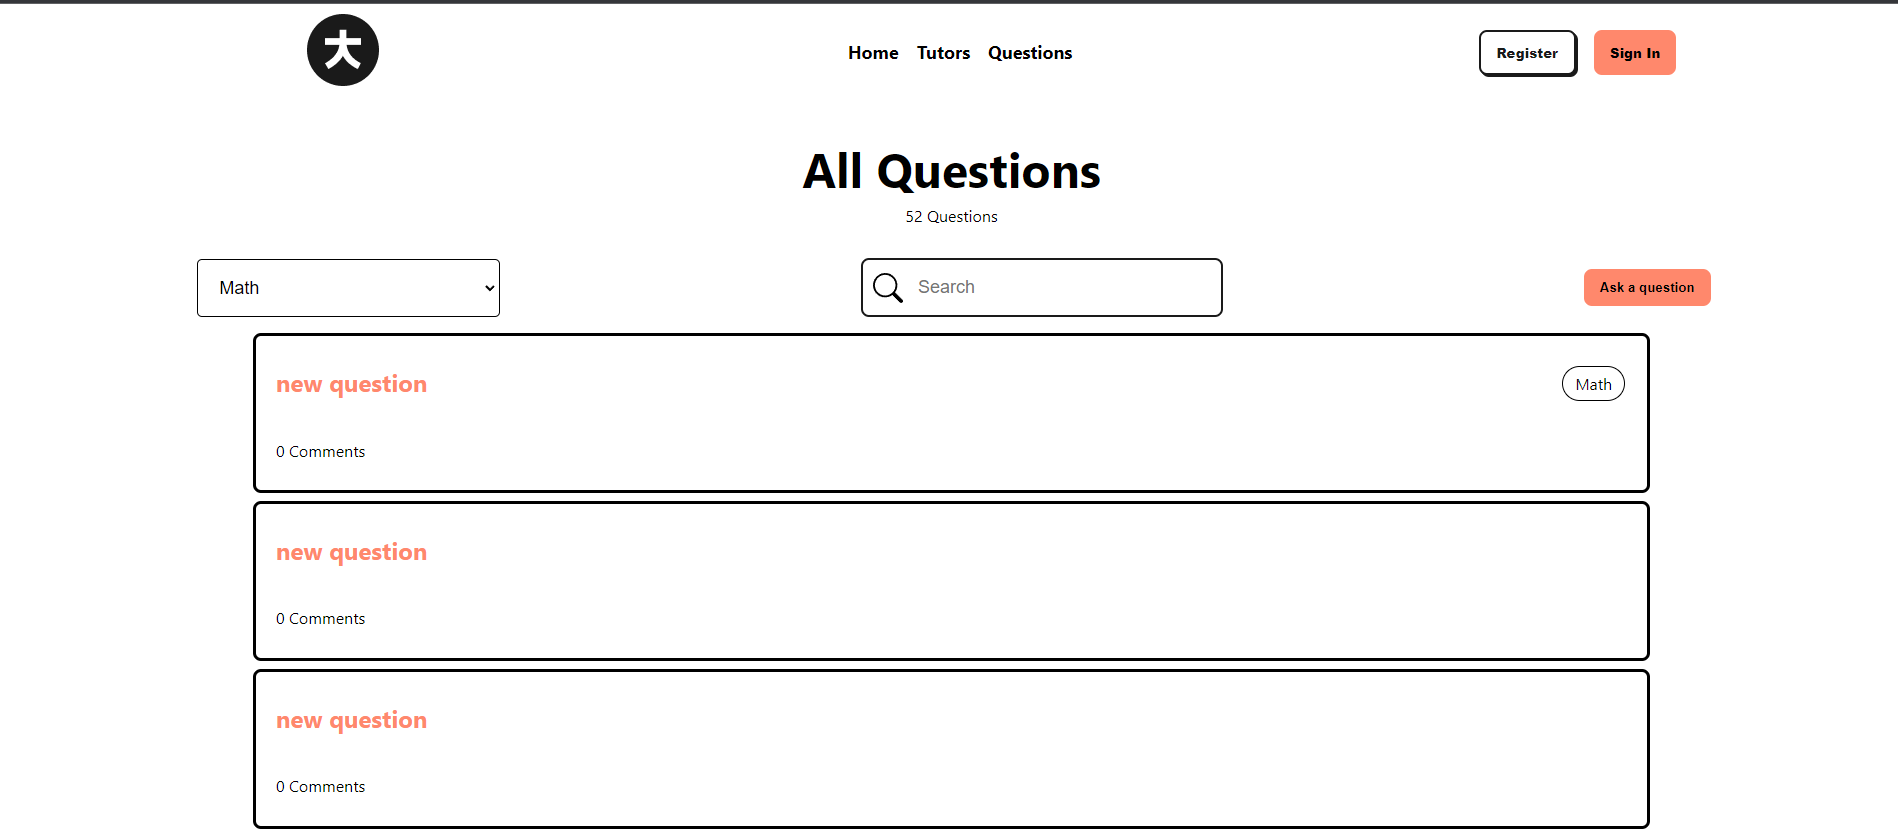 大
Home Tutors Questions
Register Sign In
All Questions
52 Questions
Math
Search
Ask a question
new question
Math
0 Comments
new question
0 Comments
new question
0 Comments